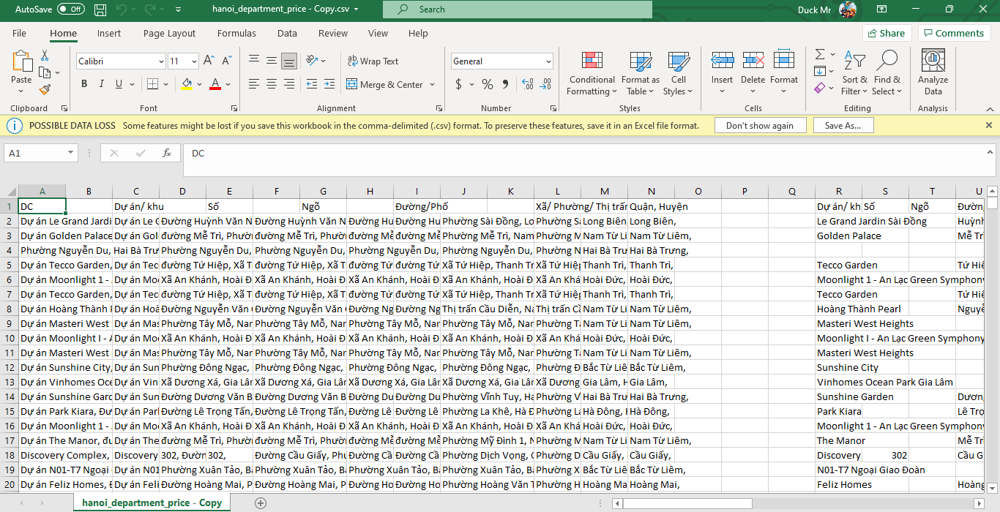 AutoSave Off hanoi_department_price - Copy.csv Search Duck Mr
File Home Insert Page Layout Formulas Data Review View Help Share Comments
Calibri 11 Wrap Text General
Paste Merge & Center Conditional Formatting Format as Table Cell Styles Insert Delete Format Sort & Filter Find & Select Analyze Data
Clipboard Font Alignment Number Styles Cells Editing Analysis
POSSIBLE DATA LOSS Some features might be lost if you save this workbook in the comma-delimited (.csv) format. To preserve these features, save it in an Excel file format. Don't show again Save As...
A1 fx DC
A B C D E F G H I J K L M N O P Q R S T U
1 DC Dự án/ khu Số Ngõ Đường/Phố Xã/ Phường/ Thị trấn Quận, Huyện Dự án/ kh Số Ngõ Đường
2 Dự án Le Grand Jardi Dự án Le G Đường Huỳnh Văn N Đường Huỳnh Văn N Đường Hu Đường Hu Phường Sài Đồng, Lo Phường Sà Long Biên, Long Biên, Le Grand Jardin Sài Đồng Huỳnh
3 Dự án Golden Palace Dự án Gol đường Mễ Trì, Phườn đường Mễ Trì, Phườn đường Mễ đường Mễ Phường Mễ Trì, Nam Phường M Nam Từ Li Nam Từ Liêm, Golden Palace Mễ Trì
4 Phường Nguyễn Du, Hai Bà Trư Phường Nguyễn Du, Phường Nguyễn Du, Phường Nguyễn Du, Phường Nguyễn Du, Phường N Hai Bà Trư Hai Bà Trưng,
5 Dự án Tecco Garden, Dự án Tec đường Tứ Hiệp, Xã T đường Tứ Hiệp, Xã T đường Tứ đường Tứ Xã Tứ Hiệp, Thanh Tr Xã Tứ Hiệp Thanh Trì, Thanh Trì, Tecco Garden Tứ Hiệ
6 Dự án Moonlight 1 - Dự án Moo Xã An Khánh, Hoài Đ Xã An Khánh, Hoài Đ Xã An Khánh, Hoài Đ Xã An Khánh, Hoài Đ Xã An Khá Hoài Đức, Hoài Đức, Moonlight 1 - An Lạc Green Symphony
7 Dự án Tecco Garden, Dự án Tec đường Tứ Hiệp, Xã T đường Tứ Hiệp, Xã T đường Tứ đường Tứ Xã Tứ Hiệp, Thanh Tr Xã Tứ Hiệp Thanh Trì, Thanh Trì, Tecco Garden Tứ Hiệ
8 Dự án Hoàng Thành Dự án Hoà Đường Nguyễn Văn Đường Nguyễn Văn Đường Ng Đường Ng Thị trấn Cầu Diễn, Na Thị trấn Cầ Nam Từ Li Nam Từ Liêm, Hoàng Thành Pearl Nguyễ
9 Dự án Masteri West Dự án Mas Phường Tây Mỗ, Nar Phường Tây Mỗ, Nar Phường Tây Mỗ, Nar Phường Tây Mỗ, Nar Phường Tâ Nam Từ Li Nam Từ Liêm, Masteri West Heights
10 Dự án Moonlight I - A Dự án Moo Xã An Khánh, Hoài Đ Xã An Khánh, Hoài Đ Xã An Khánh, Hoài Đ Xã An Khánh, Hoài Đ Xã An Khá Hoài Đức, Hoài Đức, Moonlight I - An Lạc Green Symphony
11 Dự án Masteri West Dự án Mas Phường Tây Mỗ, Nar Phường Tây Mỗ, Nar Phường Tây Mỗ, Nar Phường Tây Mỗ, Nar Phường Tâ Nam Từ Li Nam Từ Liêm, Masteri West Heights
12 Dự án Sunshine City, Dự án Sun Phường Đông Ngạc, Phường Đông Ngạc, Phường Đông Ngạc, Phường Đông Ngạc, Phường Đ Bắc Từ Liê Bắc Từ Liêm, Sunshine City
13 Dự án Vinhomes Oce Dự án Vin Xã Dương Xá, Gia Lâr Xã Dương Xá, Gia Lâr Xã Dương Xá, Gia Lâr Xã Dương Xá, Gia Lâr Xã Dương Gia Lâm, H Gia Lâm, Vinhomes Ocean Park Gia Lâm
14 Dự án Sunshine Gard Dự án Sun Đường Dương Văn B Đường Dương Văn B Đường Du Đường Du Phường Vĩnh Tuy, Ha Phường V Hai Bà Trư Hai Bà Trưng, Sunshine Garden Dương
15 Dự án Park Kiara, Đư Dự án Par Đường Lê Trọng Tấn, Đường Lê Trọng Tấn, Đường Lê Đường Lê Phường La Khê, Hà Đ Phường La Hà Đông, Hà Đông, Park Kiara Lê Trọ
16 Dự án Moonlight 1 - Dự án Moo Xã An Khánh, Hoài Đ Xã An Khánh, Hoài Đ Xã An Khánh, Hoài Đ Xã An Khánh, Hoài Đ Xã An Khá Hoài Đức, Hoài Đức, Moonlight 1 - An Lạc Green Symphony
17 Dự án The Manor, đư Dự án The đường Mễ Trì, Phườn đường Mễ Trì, Phườn đường Mễ đường Mễ Phường Mỹ Đình 1, N Phường M Nam Từ Li Nam Từ Liêm, The Manor Mễ Trì
18 Discovery Complex, Discovery 302, Đườn 302, Đường Cầu Giấy, Phư Đường Cầ Đường Cầ Phường Dịch Vọng, C Phường D Cầu Giấy, Cầu Giấy, Discovery 302 Cầu G
19 Dự án N01-T7 Ngoại Dự án N01 Phường Xuân Tảo, Bắ Phường Xuân Tảo, Bắ Phường Xuân Tảo, Bắ Phường Xuân Tảo, Bắ Phường X Bắc Từ Liê Bắc Từ Liêm, N01-T7 Ngoại Giao Đoàn
20 Dự án Feliz Homes, Đ Dự án Feli Đường Hoàng Mai, P Đường Hoàng Mai, P Đường Ho Đường Ho Phường Hoàng Văn T Phường H Hoàng Ma Hoàng Mai, Feliz Homes Hoàng
hanoi_department_price - Copy